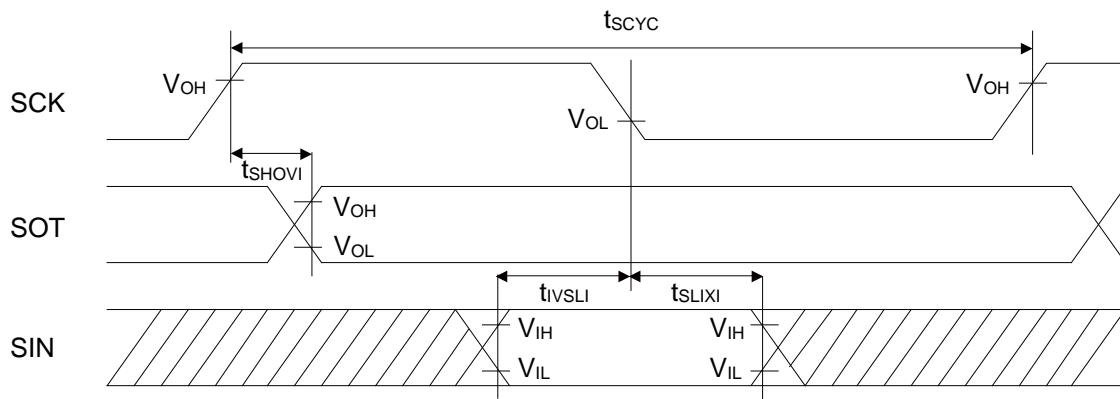 tSCYC
VOH
VOH
SCK
VOL
tSHOVI
VOH
SOT
VOL
tIVSLI
tSLIXI
VIH
VIH
SIN
VIL
VIL